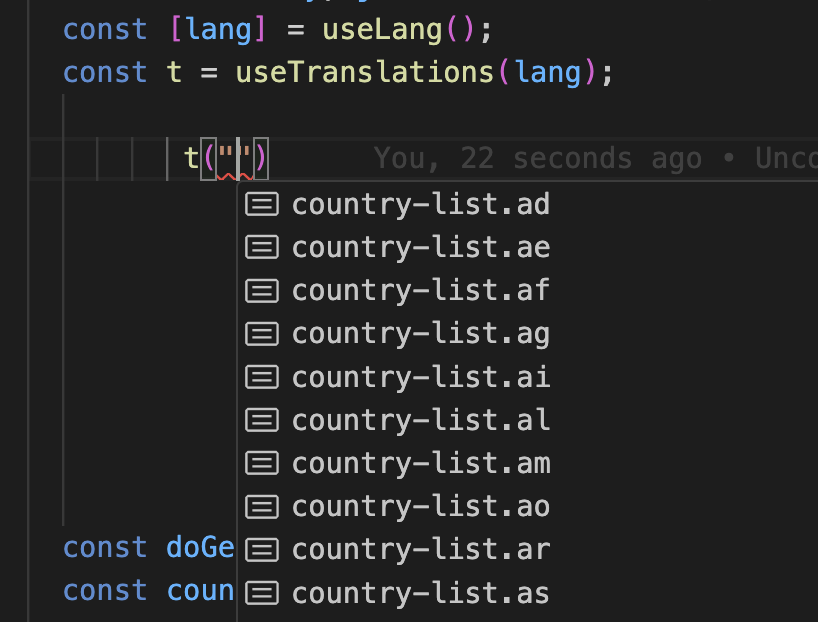 const [lang] = useLang();
const t = useTranslations(lang);
t("") You, 22 seconds ago • Unco
country-list.ad
country-list.ae
country-list.af
country-list.ag
country-list.ai
country-list.al
country-list.am
country-list.ao
const doGe country-list.ar
const coun country-list.as